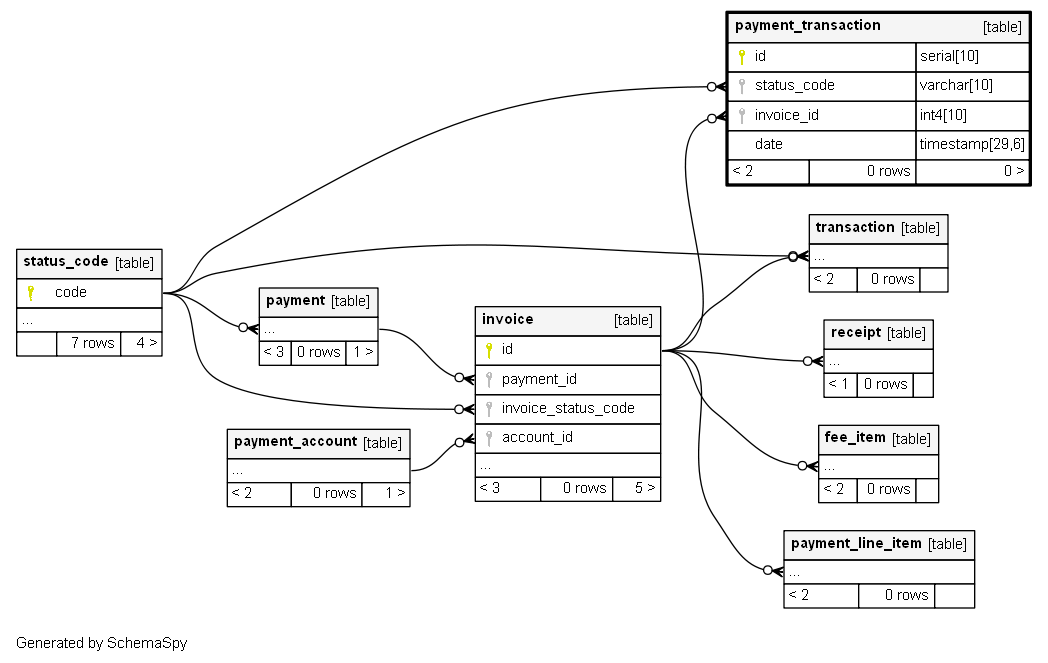 payment_transaction [table]
id serial[10]
status_code varchar[10]
invoice_id int4[10]
date timestamp[29,6]
< 2 0 rows 0 >
transaction [table]
...
< 2 0 rows
status_code [table]
code
...
7 rows 4 >
payment [table]
...
< 3 0 rows 1 >
invoice [table]
id
payment_id
invoice_status_code
account_id
...
< 3 0 rows 5 >
receipt [table]
...
< 1 0 rows
payment_account [table]
...
< 2 0 rows 1 >
fee_item [table]
...
< 2 0 rows
payment_line_item [table]
...
< 2 0 rows
Generated by SchemaSpy